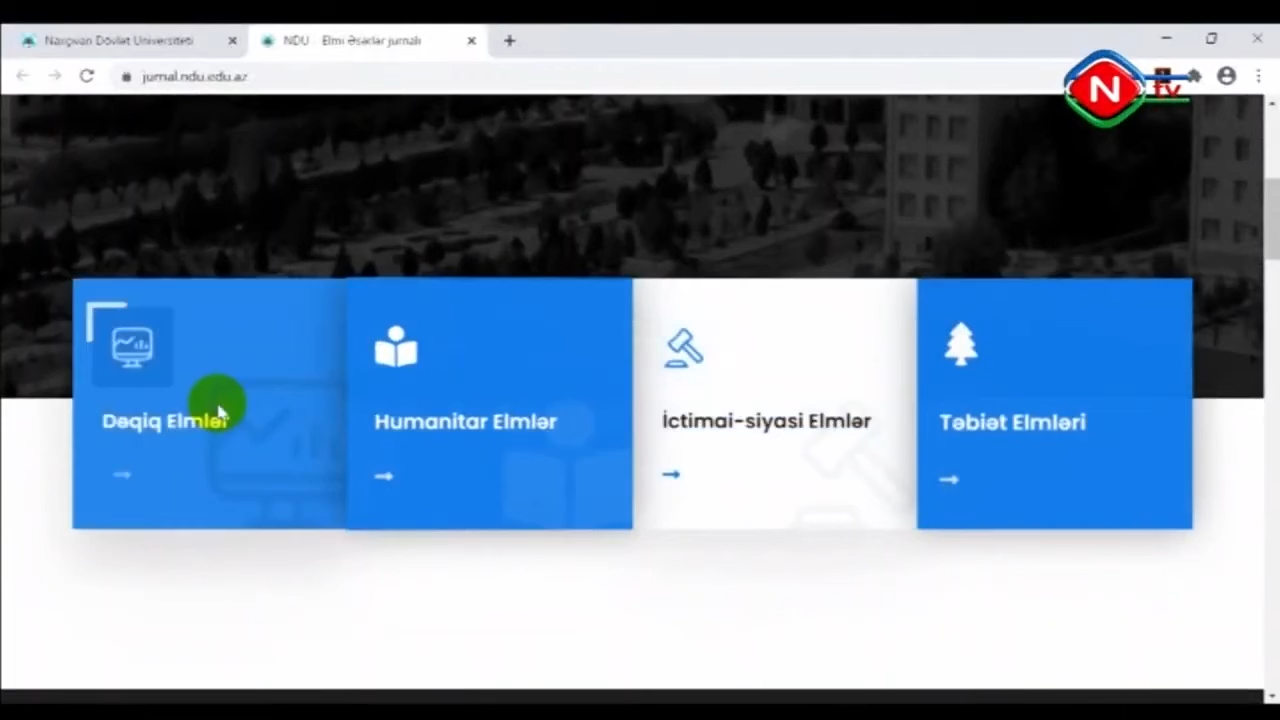 Naxçıvan Dövlət Universiteti
NDU - Elmi Əsərlər jurnalı
jurnal.ndu.edu.az
N tv
Dəqiq Elmlər
Humanitar Elmlər
İctimai-siyasi Elmlər
Təbiət Elmləri